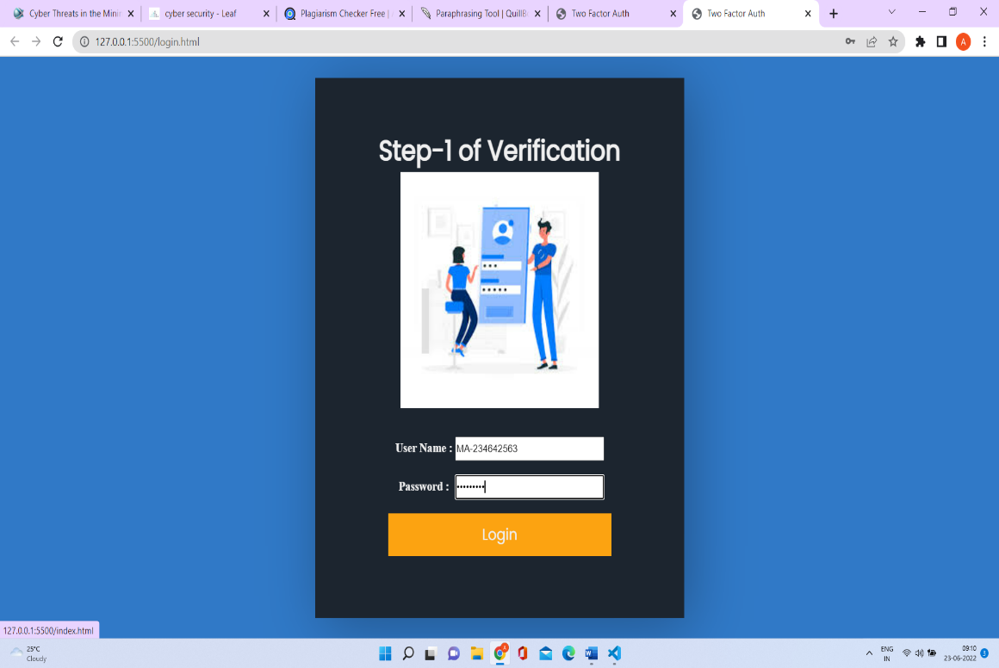 Cyber Threats in the Minin
cyber security - Leaf
Plagiarism Checker Free | A
Paraphrasing Tool | QuillBo
Two Factor Auth
Two Factor Auth
127.0.0.1:5500/login.html
A
Step-1 of Verification
User Name : MA-234642563
Password : •••••••••
Login
127.0.0.1:5500/index.html
25°C
Cloudy
ENG
IN
09:10
23-06-2022
3